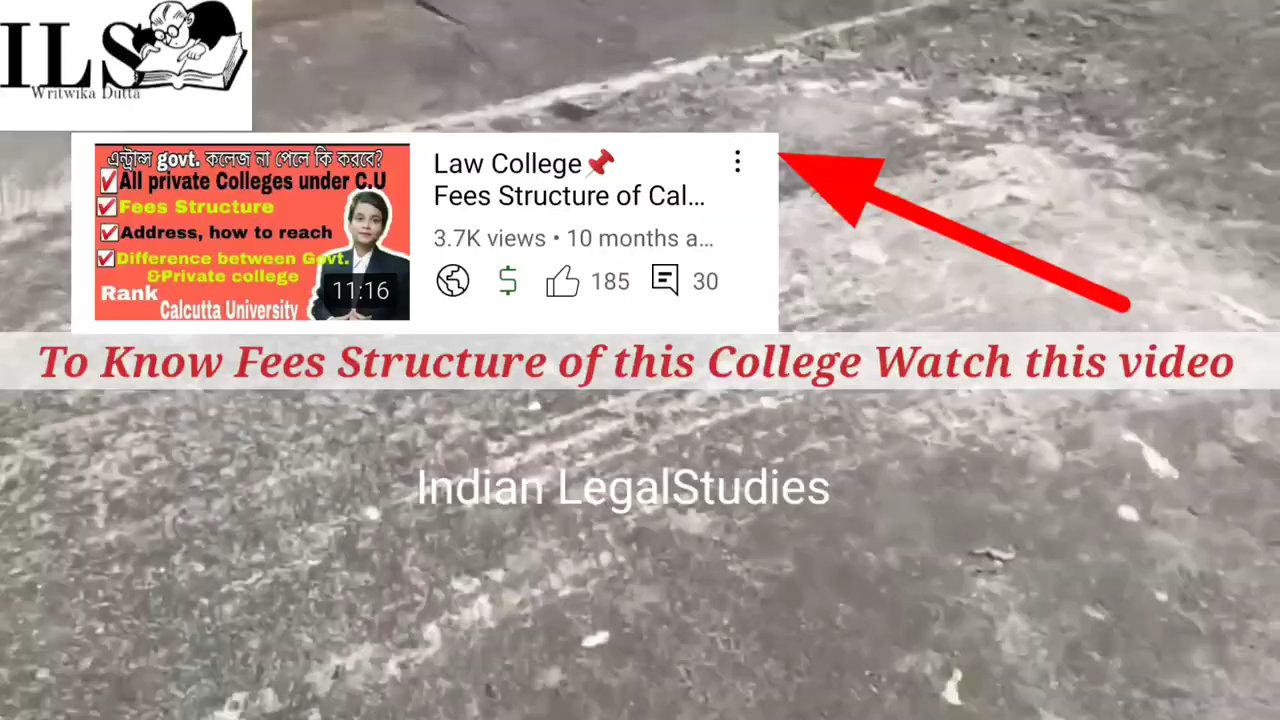 ILS
Writwika Dutta
এন্ট্রান্স govt. কলেজ না পেলে কি করবে?
All private Colleges under C.U
Fees Structure
Address, how to reach
Difference between Govt.
&Private college
Rank
Calcutta University
11:16
Law College📌
Fees Structure of Cal...
3.7K views • 10 months a...
185
30
To Know Fees Structure of this College Watch this video
Indian LegalStudies